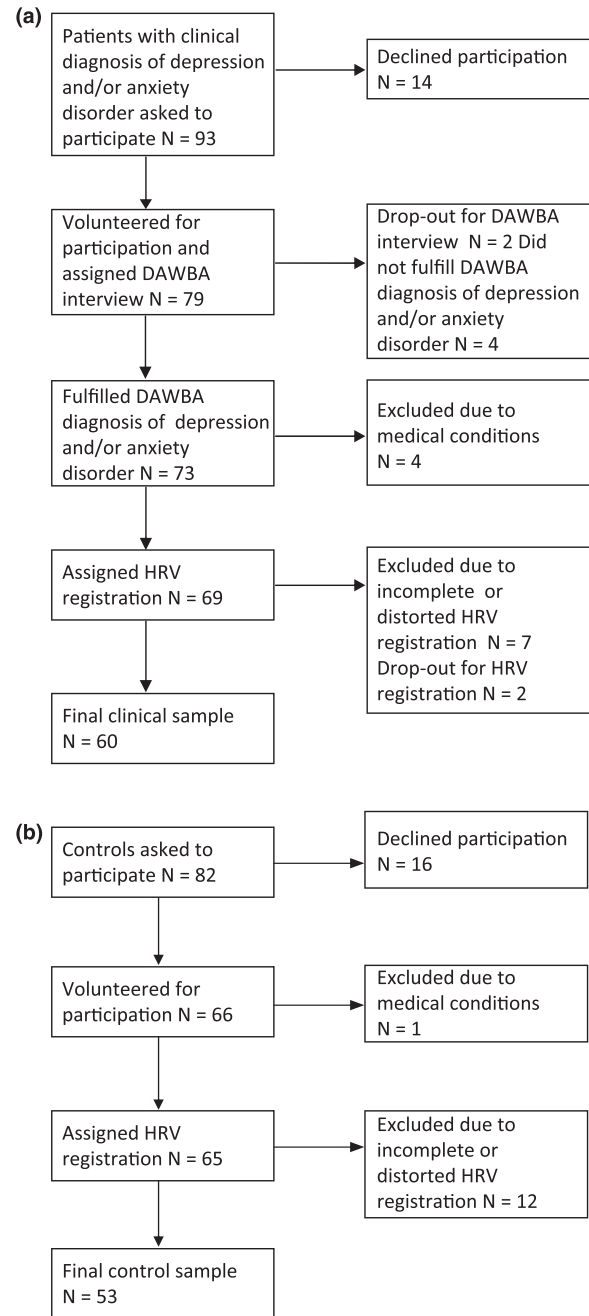 (a)
Patients with clinical
diagnosis of depression
and/or anxiety
disorder asked to
participate N = 93
Declined participation
N = 14
Volunteered for
participation and
assigned DAWBA
interview N = 79
Drop-out for DAWBA
interview N = 2 Did
not fulfill DAWBA
diagnosis of depression
and/or anxiety
disorder N = 4
Fulfilled DAWBA
diagnosis of depression
and/or anxiety
disorder N = 73
Excluded due to
medical conditions
N = 4
Assigned HRV
registration N = 69
Excluded due to
incomplete or
distorted HRV
registration N = 7
Drop-out for HRV
registration N = 2
Final clinical sample
N = 60
(b)
Controls asked to
participate N = 82
Declined participation
N = 16
Volunteered for
participation N = 66
Excluded due to
medical conditions
N = 1
Assigned HRV
registration N = 65
Excluded due to
incomplete or
distorted HRV
registration N = 12
Final control sample
N = 53